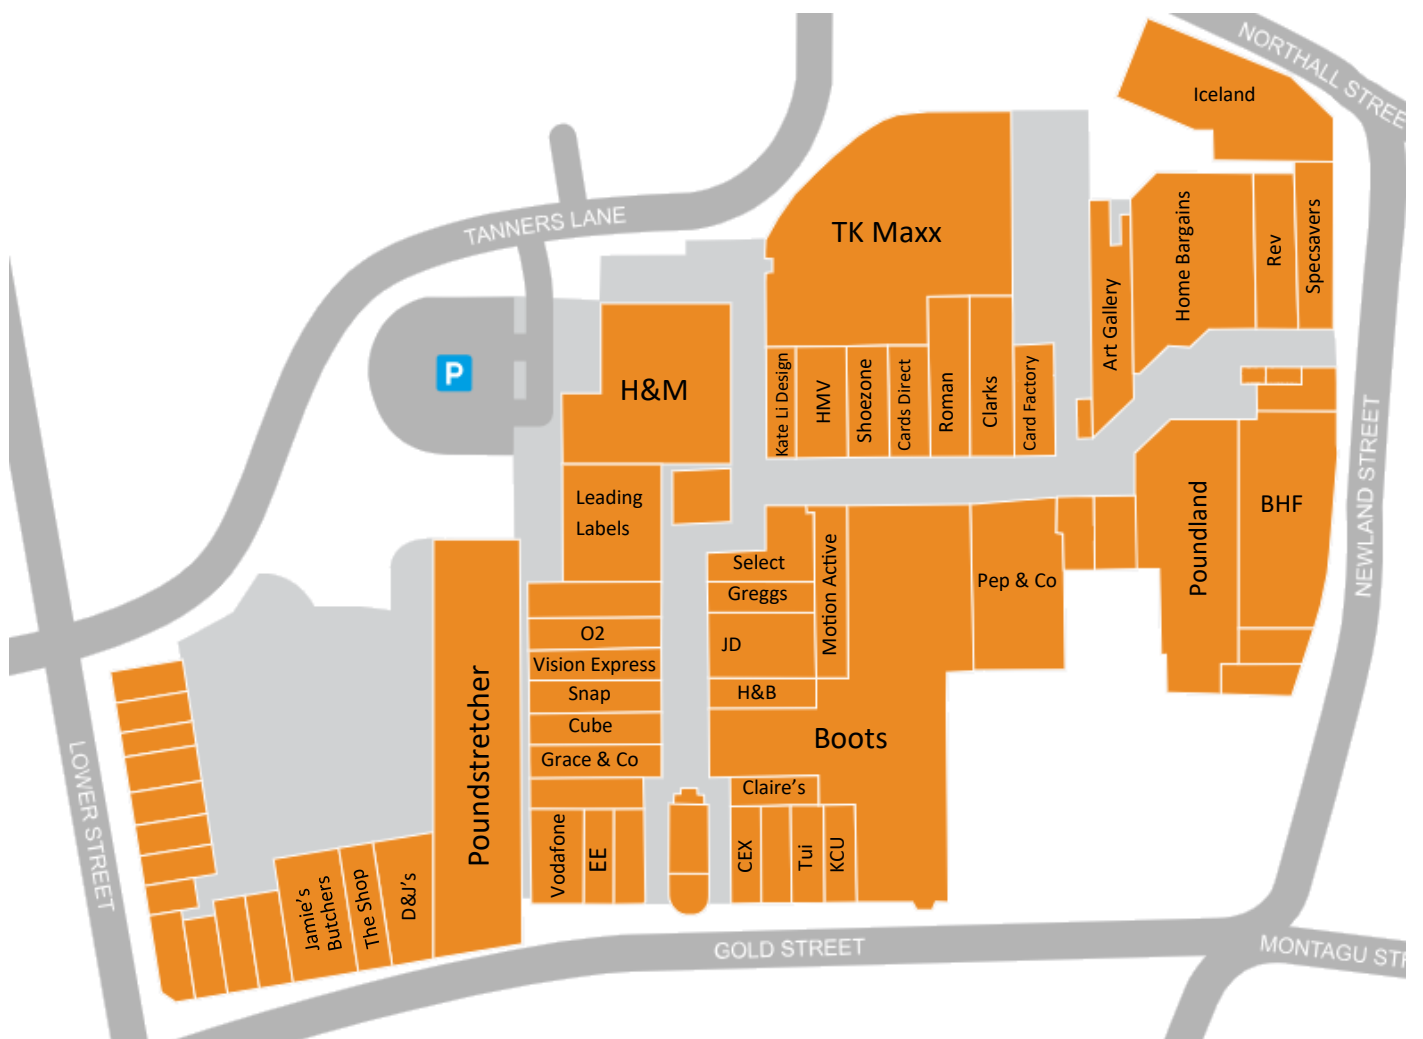 NORTHALL STREE
Iceland
TANNERS LANE
TK Maxx
Home Bargains
Rev
Specsavers
Art Gallery
P
H&M
Kate Li Design
HMV
Shoezone
Cards Direct
Roman
Clarks
Card Factory
Leading
Labels
Poundland
BHF
NEWLAND STREET
Select
Motion Active
Pep & Co
Greggs
O2
JD
Vision Express
Snap
H&B
Cube
Boots
Grace & Co
Poundstretcher
Claire’s
LOWER STREET
Vodafone
EE
CEX
Tui
KCU
Jamie’s
Butchers
The Shop
D&J’s
GOLD STREET
MONTAGU STR